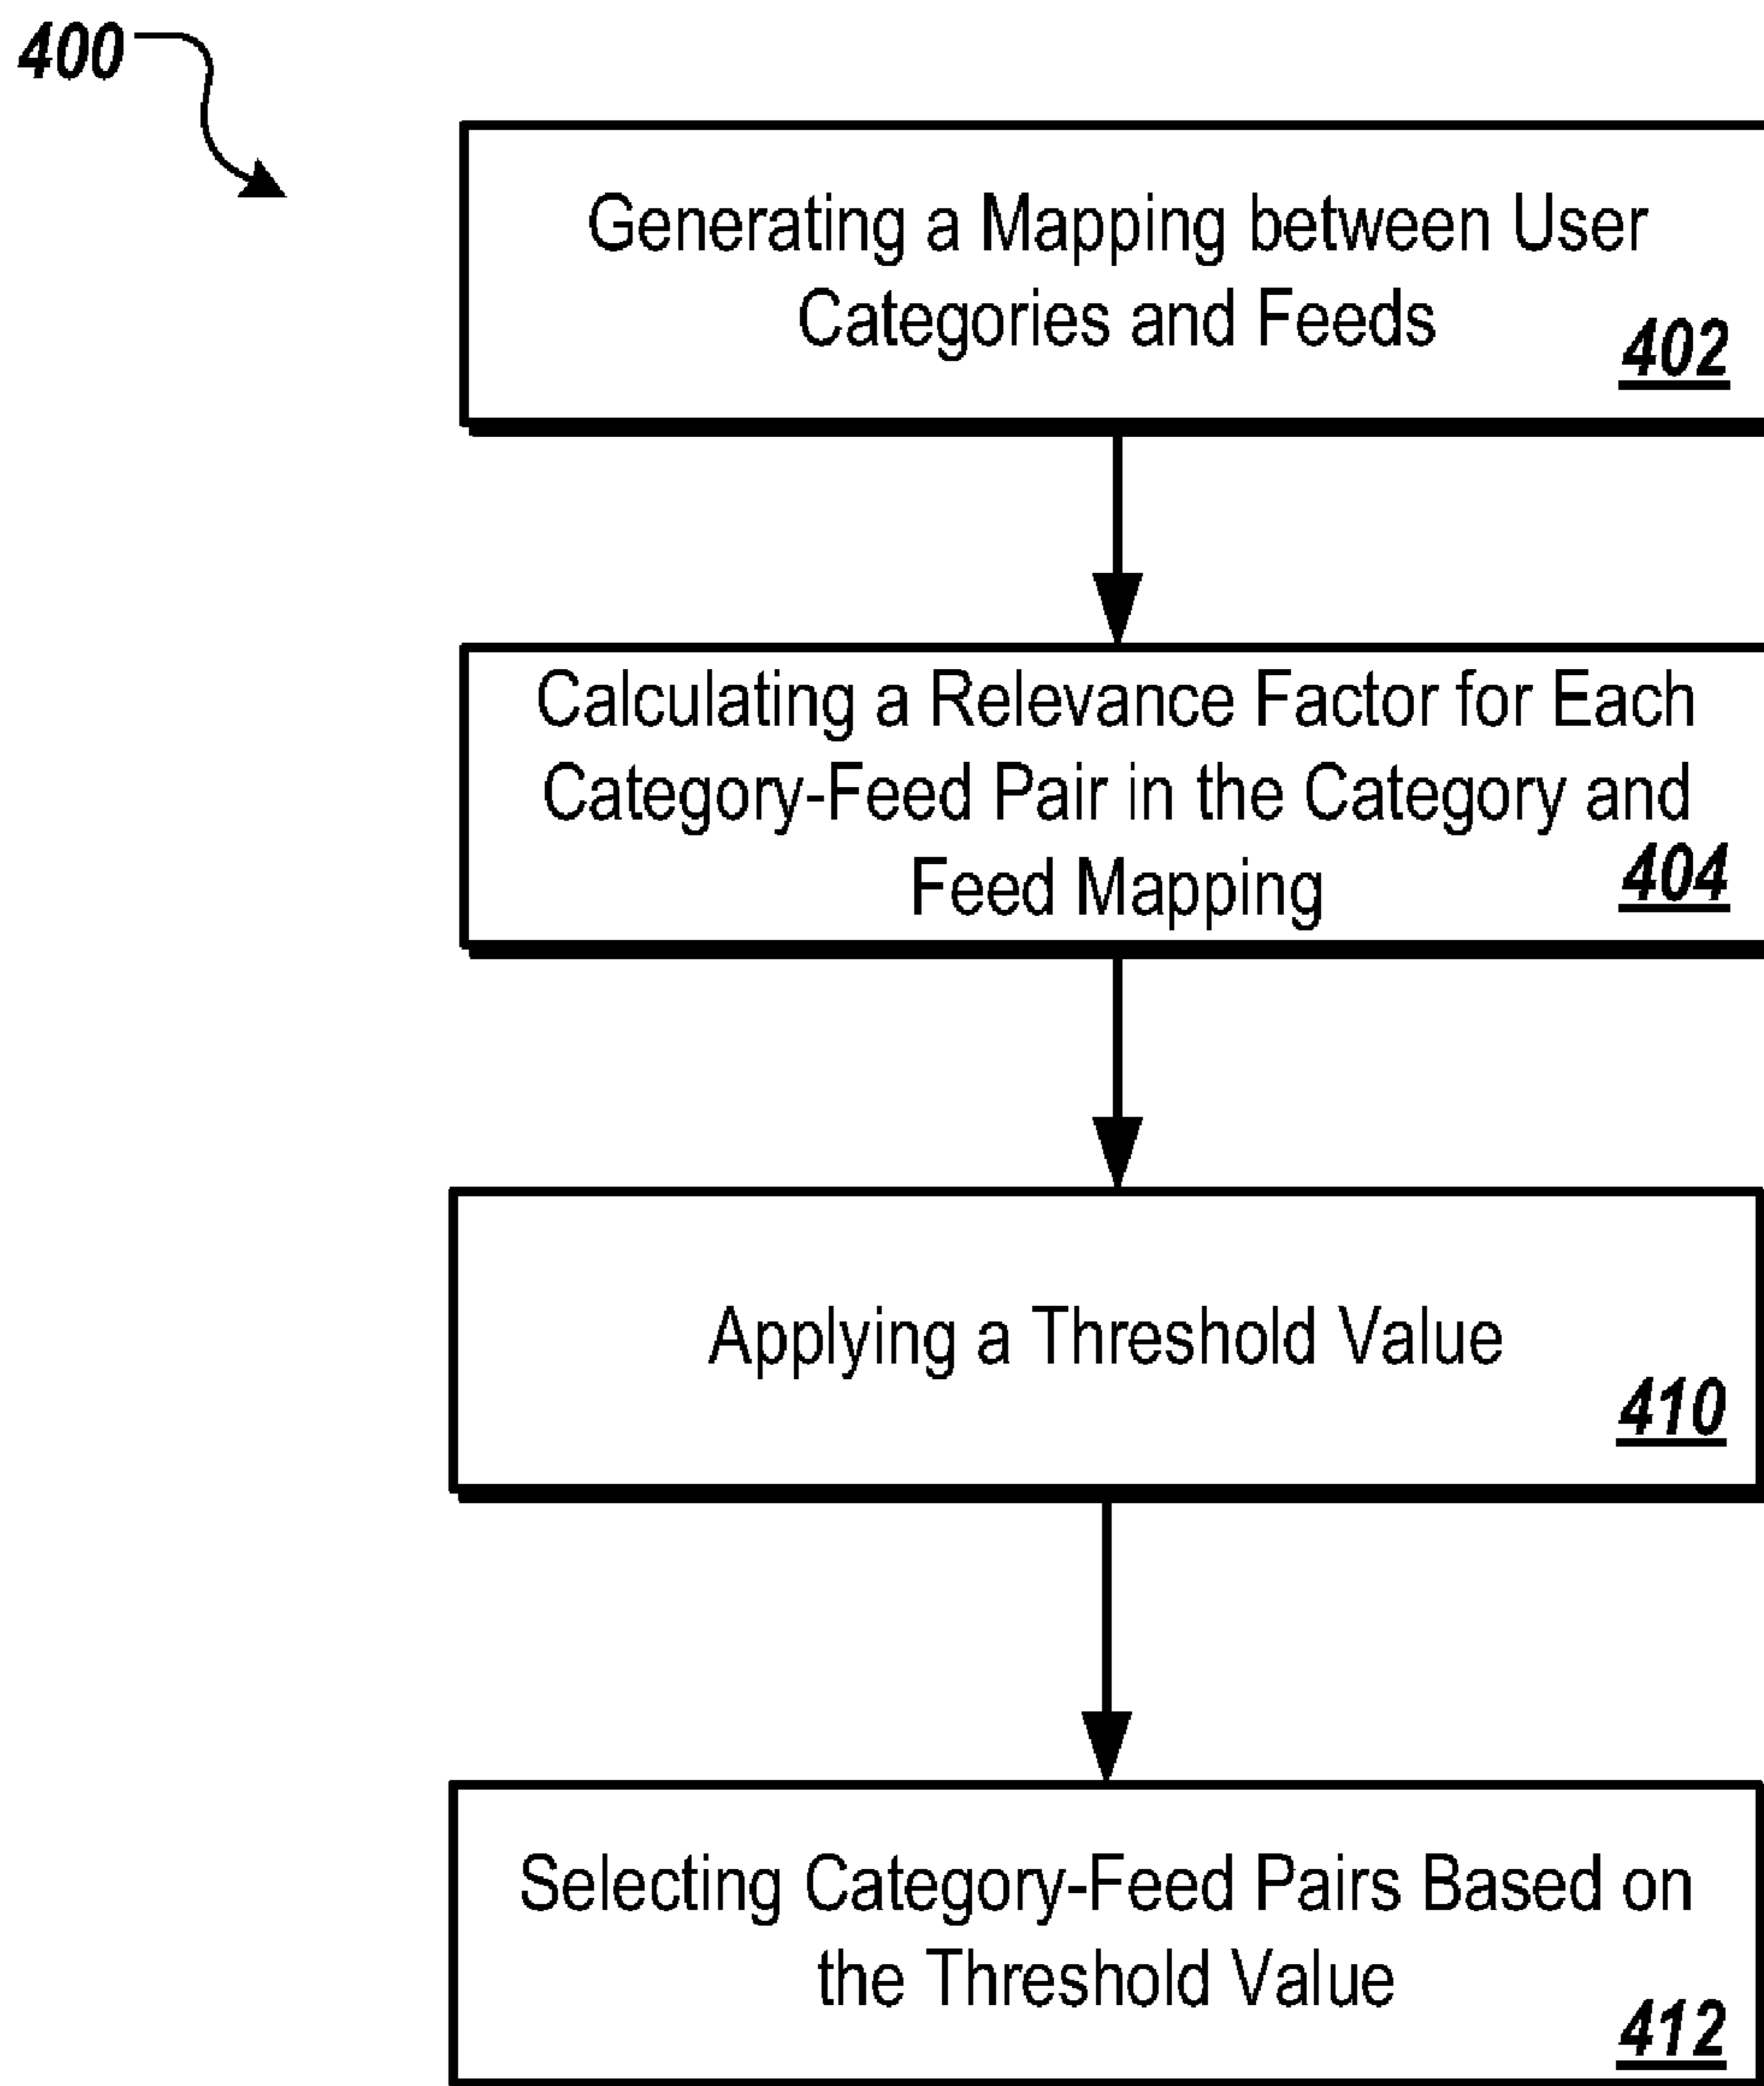 400
Generating a Mapping between User
Categories and Feeds
402
Calculating a Relevance Factor for Each
Category-Feed Pair in the Category and
Feed Mapping
404
Applying a Threshold Value
410
Selecting Category-Feed Pairs Based on
the Threshold Value
412